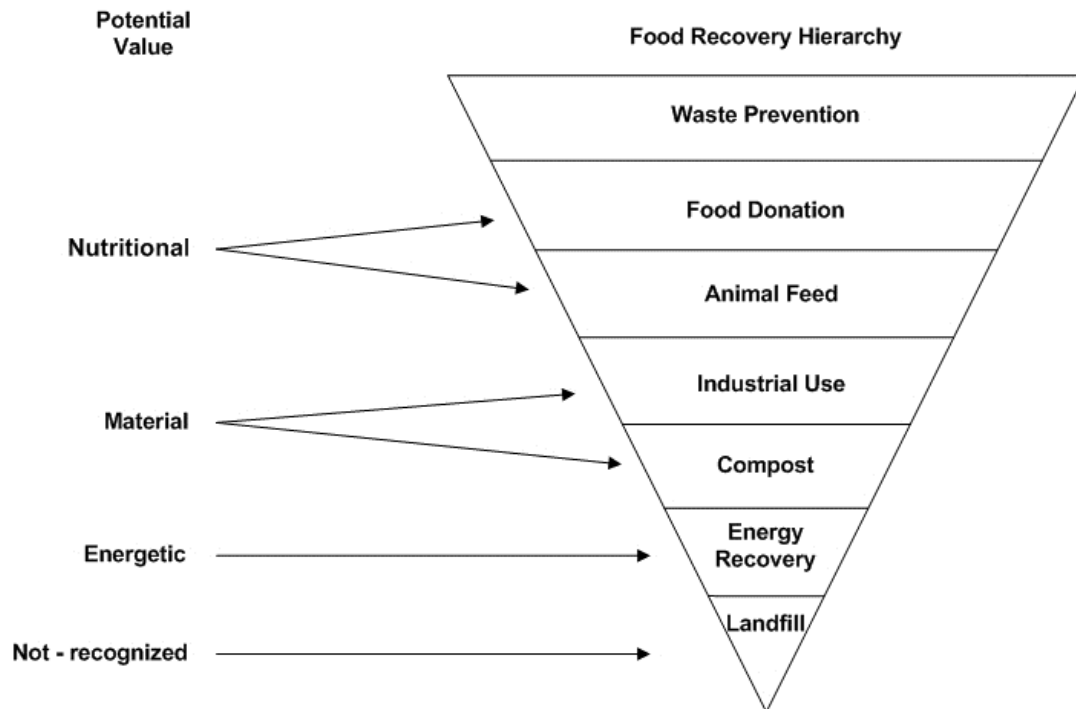 Potential
Value
Food Recovery Hierarchy
Waste Prevention
Food Donation
Nutritional
Animal Feed
Industrial Use
Material
Compost
Energetic
Energy
Recovery
Landfill
Not - recognized